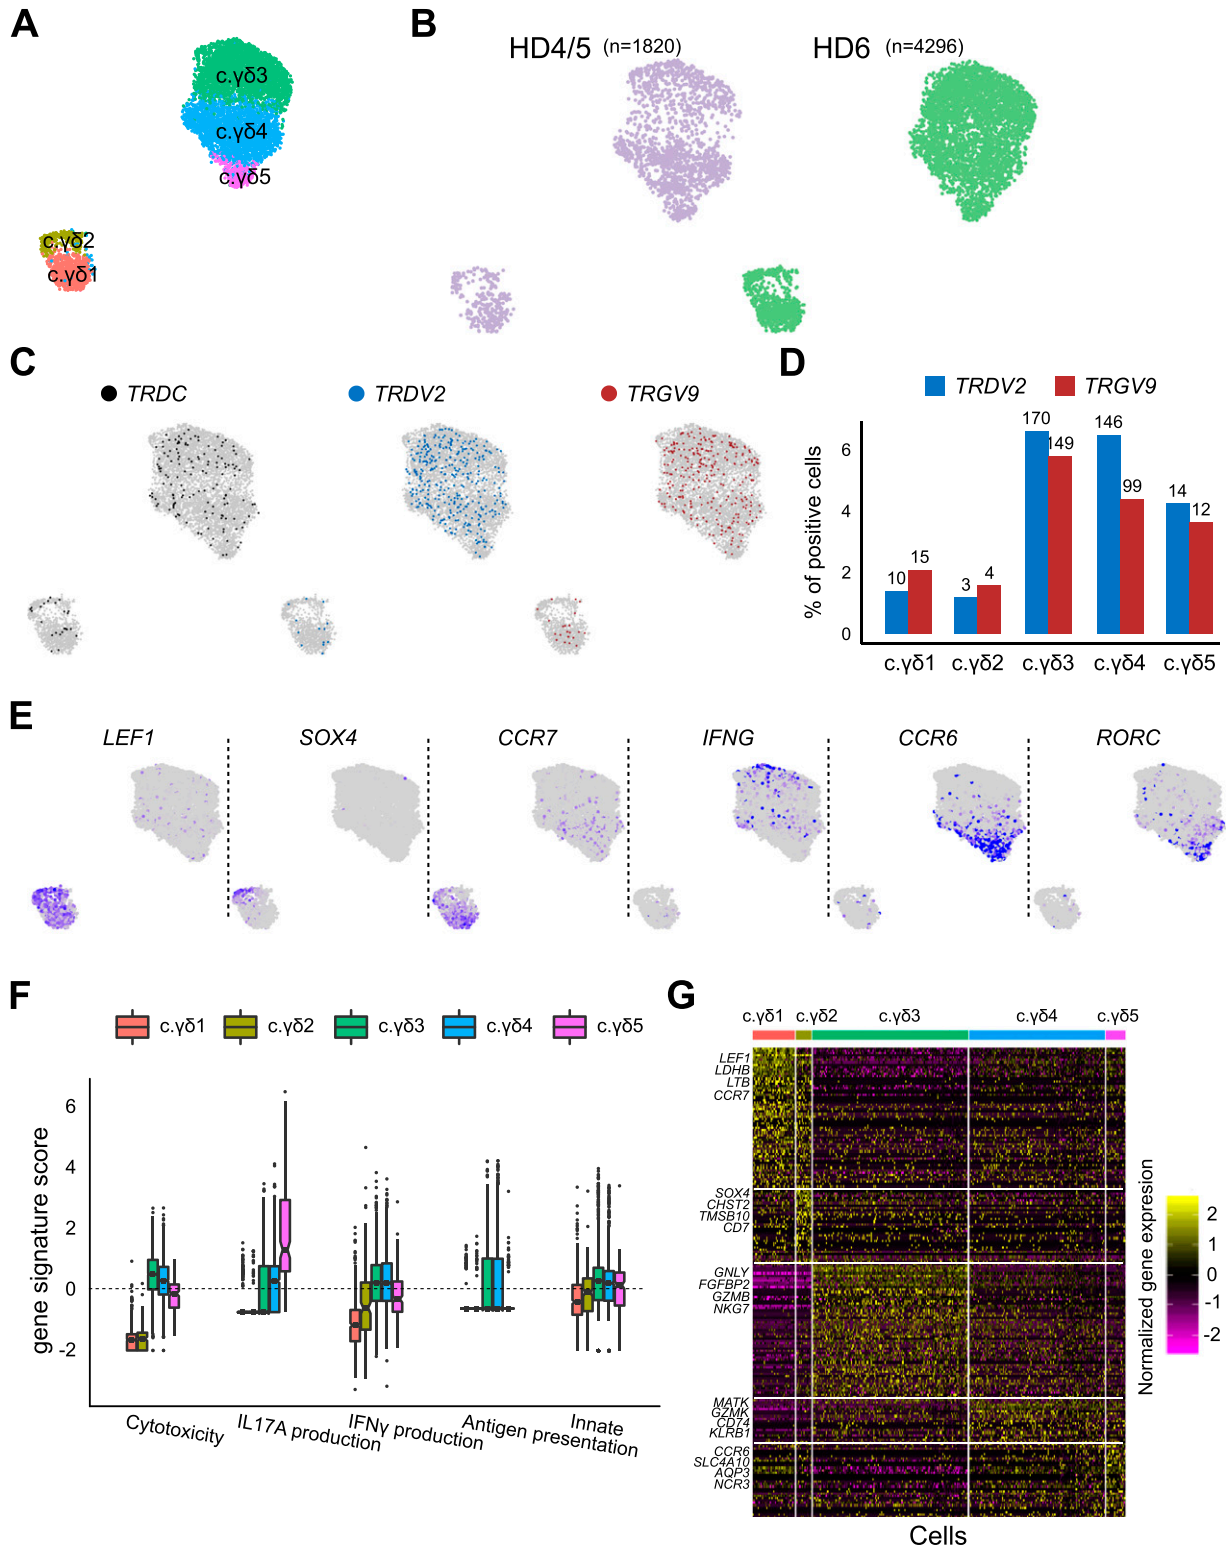 A
c.γδ3
c.γδ4
c.γδ5
c.γδ2
c.γδ1
B
HD4/5 (n=1820)
HD6 (n=4296)
C
TRDC
TRDV2
TRGV9
D
TRDV2
TRGV9
% of positive cells
6
4
2
0
10
15
3
4
170
149
146
99
14
12
c.γδ1
c.γδ2
c.γδ3
c.γδ4
c.γδ5
E
LEF1
SOX4
CCR7
IFNG
CCR6
RORC
F
c.γδ1
c.γδ2
c.γδ3
c.γδ4
c.γδ5
gene signature score
6
4
2
0
-2
Cytotoxicity
IL17A production
IFNγ production
Antigen presentation
Innate
G
c.γδ1
c.γδ2
c.γδ3
c.γδ4
c.γδ5
LEF1
LDHB
LTB
CCR7
SOX4
CHST2
TMSB10
CD7
GNLY
FGFBP2
GZMB
NKG7
MATK
GZMK
CD74
KLRB1
CCR6
SLC4A10
AQP3
NCR3
Cells
Normalized gene expresion
2
1
0
-1
-2